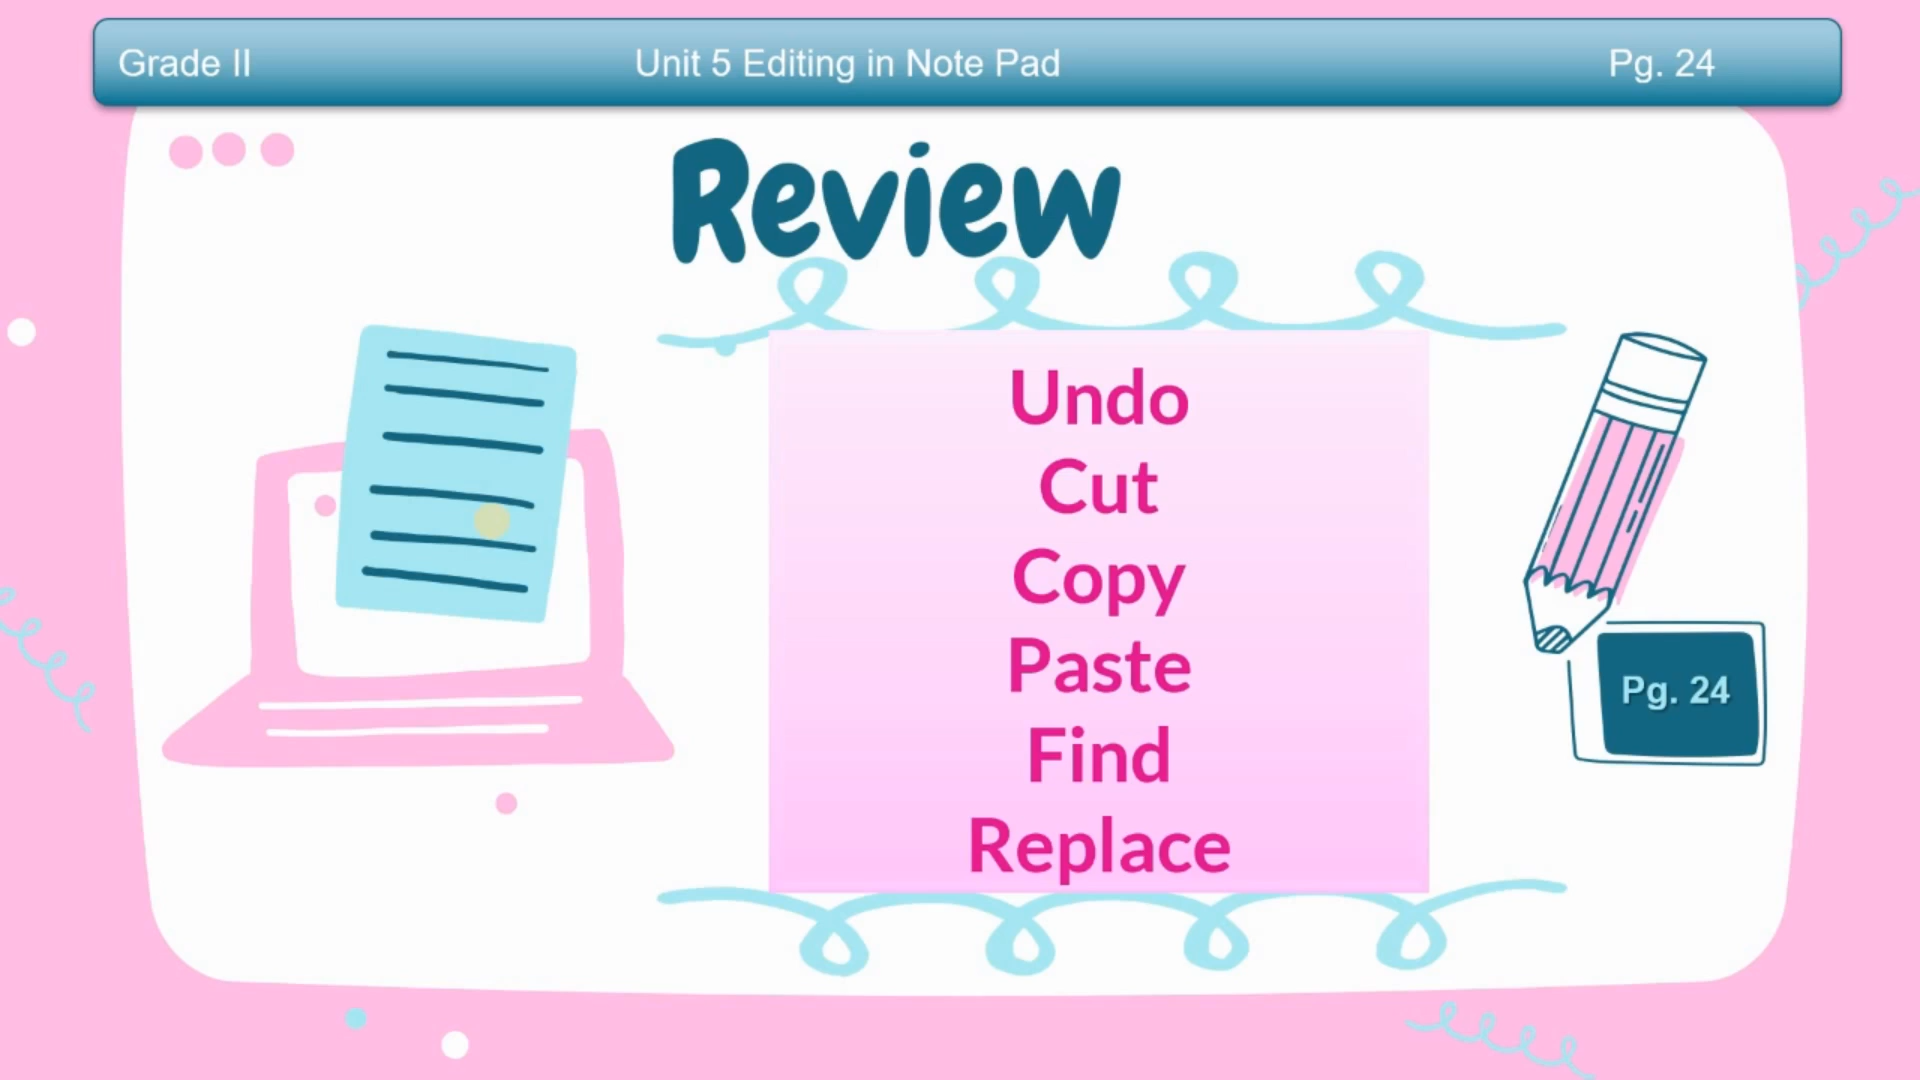 Grade II Unit 5 Editing in Note Pad Pg. 24
Review
Undo
Cut
Copy
Paste
Find
Replace
Pg. 24